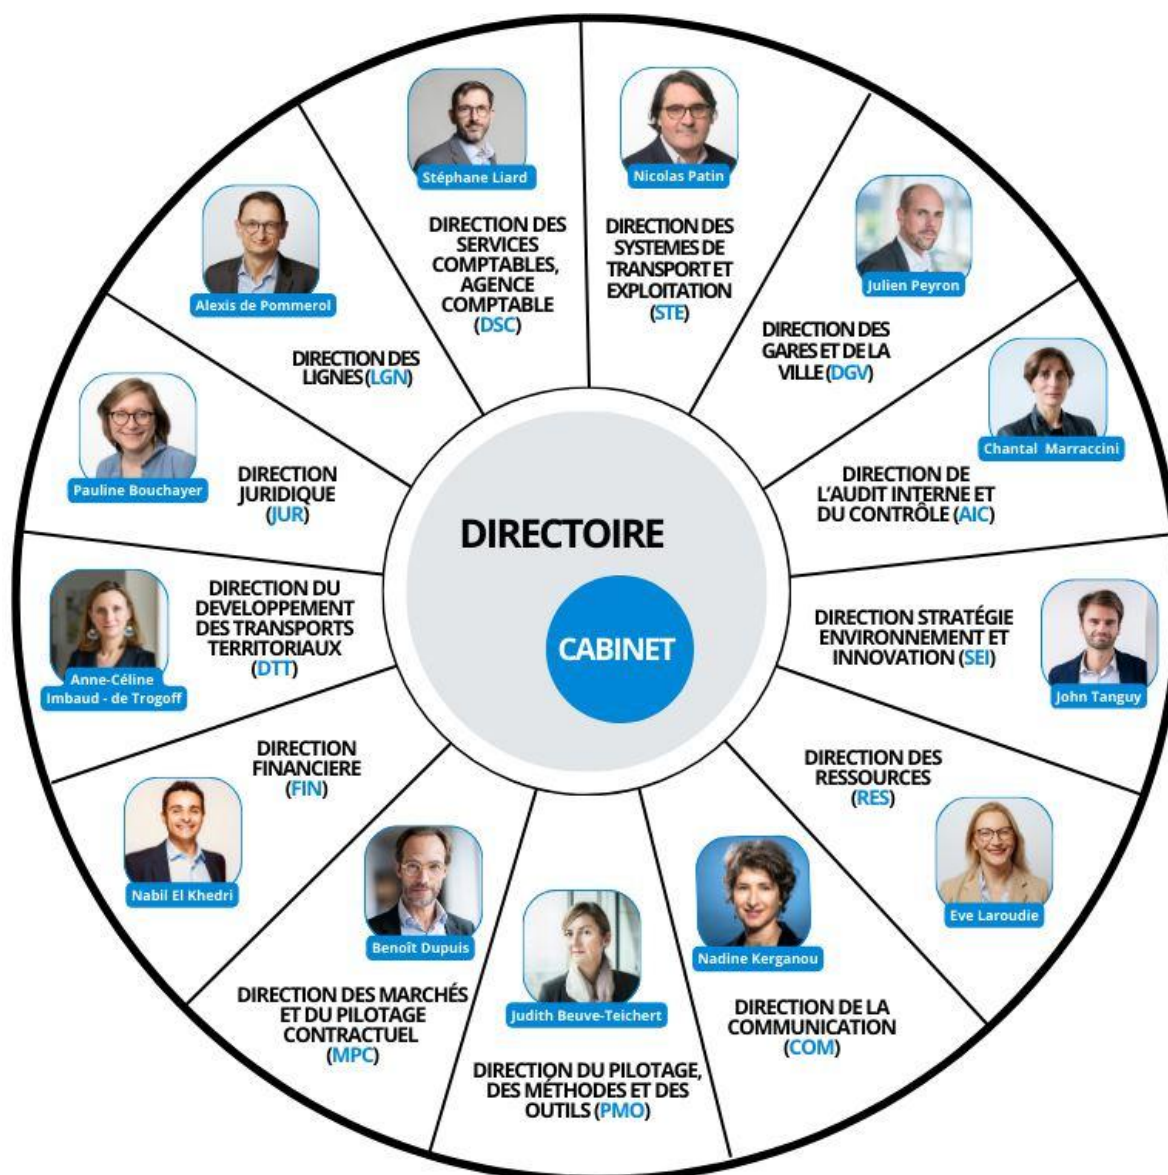 Stéphane Liard
DIRECTION DES
SERVICES
COMPTABLES,
AGENCE
COMPTABLE
(DSC)
Nicolas Patin
DIRECTION DES
SYSTEMES DE
TRANSPORT ET
EXPLOITATION
(STE)
Julien Peyron
DIRECTION DES
GARES ET DE LA
VILLE (DGV)
Chantal Marraccini
DIRECTION DE
L'AUDIT INTERNE ET
DU CONTRÔLE (AIC)
DIRECTION STRATÉGIE
ENVIRONNEMENT ET
INNOVATION (SEI)
John Tanguy
DIRECTION DES
RESSOURCES
(RES)
Eve Laroudie
Nadine Kerganou
DIRECTION DE LA
COMMUNICATION
(COM)
Judith Beuve-Teichert
DIRECTION DU PILOTAGE,
DES MÉTHODES ET DES
OUTILS (PMO)
Benoît Dupuis
DIRECTION DES MARCHÉS
ET DU PILOTAGE
CONTRACTUEL
(MPC)
DIRECTION
FINANCIERE
(FIN)
Nabil El Khedri
DIRECTION DU
DEVELOPPEMENT
DES TRANSPORTS
TERRITORIAUX
(DTT)
Anne-Céline
Imbaud - de Trogoff
Pauline Bouchayer
DIRECTION
JURIDIQUE
(JUR)
Alexis de Pommerol
DIRECTION DES
LIGNES (LGN)
DIRECTOIRE
CABINET